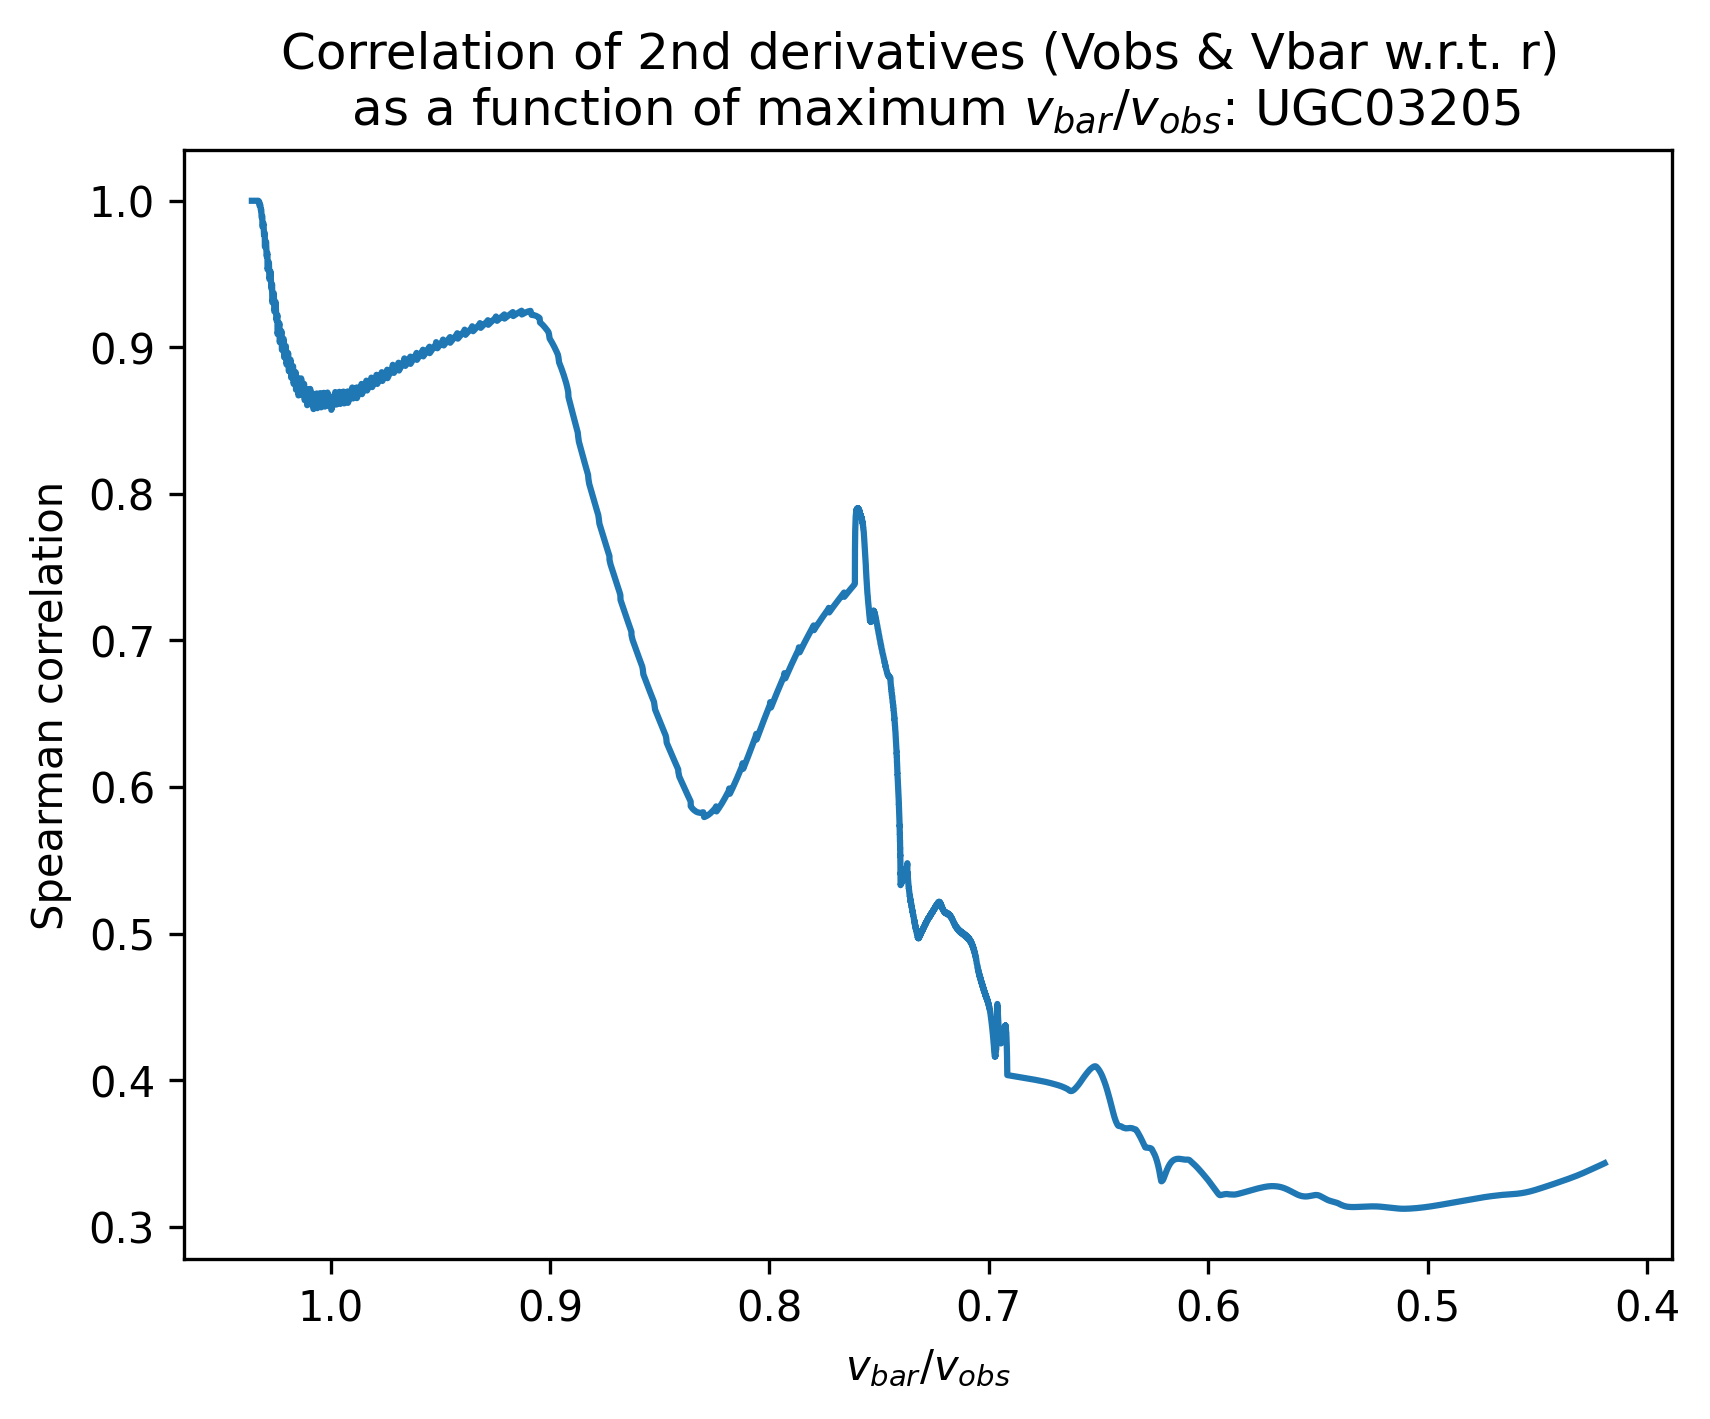 Correlation of 2nd derivatives (Vobs & Vbar w.r.t. r)
as a function of maximum v_bar/v_obs: UGC03205
1.0
0.9
0.8
0.7
0.6
0.5
0.4
0.3
Spearman correlation
1.0 0.9 0.8 0.7 0.6 0.5 0.4
v_bar/v_obs